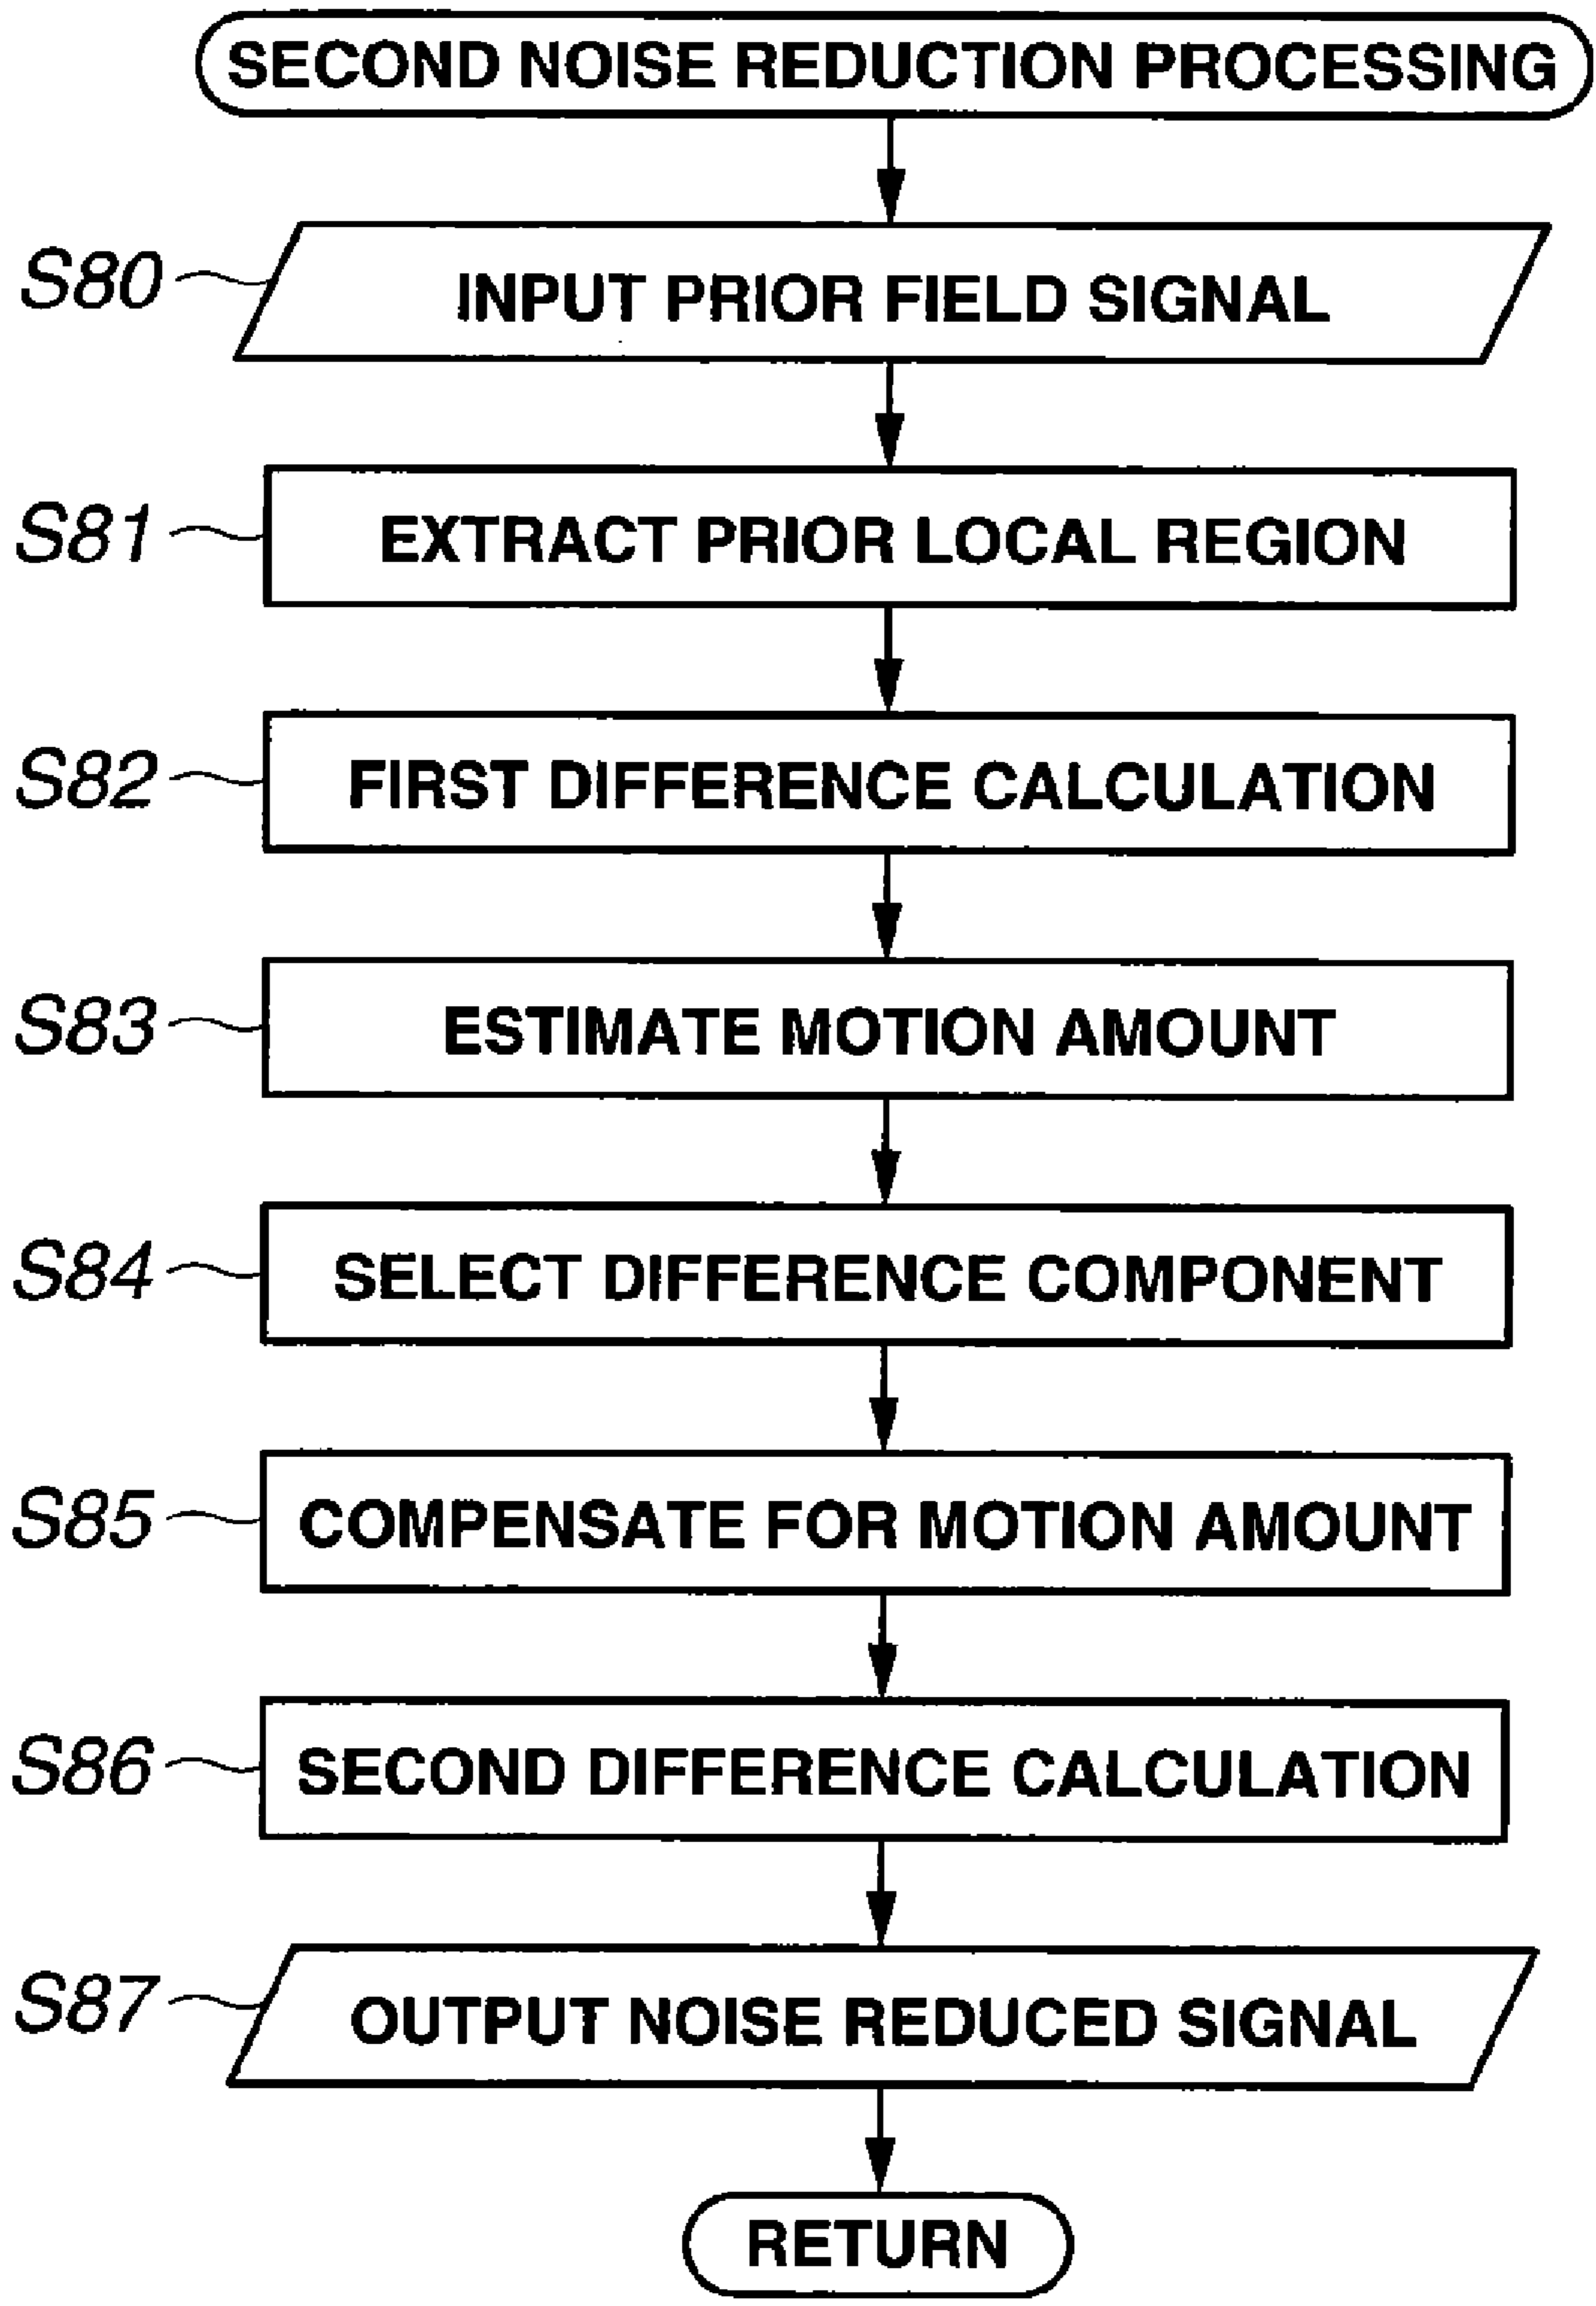 SECOND NOISE REDUCTION PROCESSING
S80 INPUT PRIOR FIELD SIGNAL
S81 EXTRACT PRIOR LOCAL REGION
S82 FIRST DIFFERENCE CALCULATION
S83 ESTIMATE MOTION AMOUNT
S84 SELECT DIFFERENCE COMPONENT
S85 COMPENSATE FOR MOTION AMOUNT
S86 SECOND DIFFERENCE CALCULATION
S87 OUTPUT NOISE REDUCED SIGNAL
RETURN